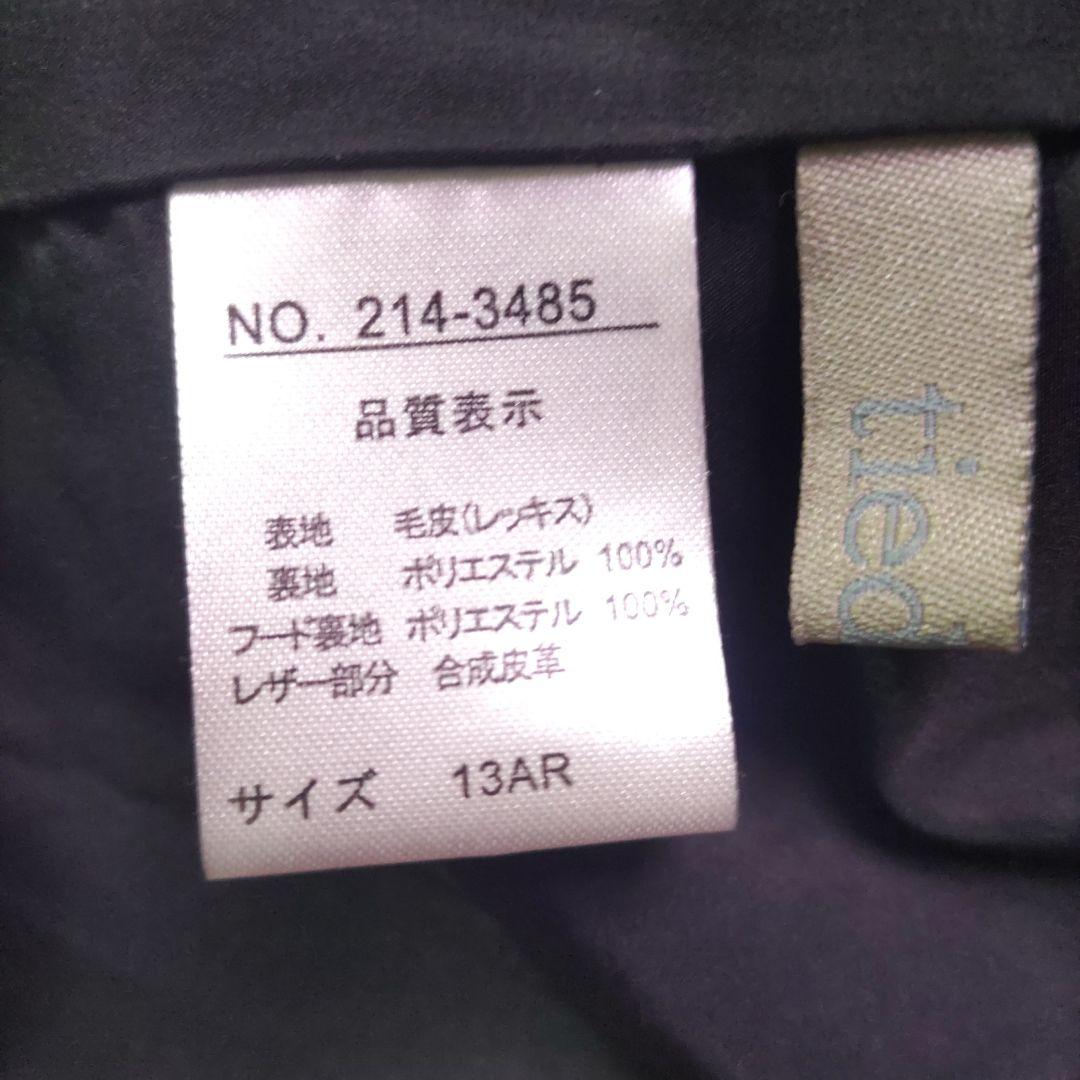 NO. 214-3485
品質表示
表地 毛皮(レッキス)
裏地 ポリエステル 100%
フード裏地 ポリエステル 100%
レザー部分 合成皮革
サイズ 13AR
tied